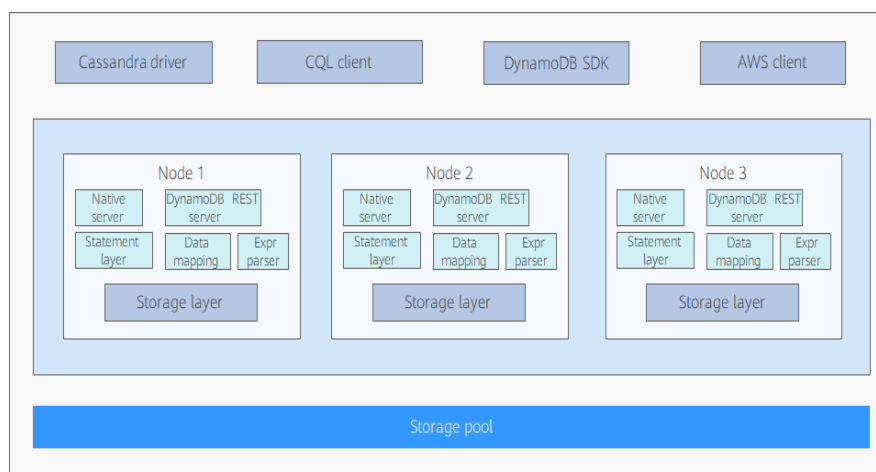 Cassandra driver
CQL client
DynamoDB SDK
AWS client
Node 1
Native
server
DynamoDB REST
server
Statement
layer
Data
mapping
Expr
parser
Storage layer
Node 2
Native
server
DynamoDB REST
server
Statement
layer
Data
mapping
Expr
parser
Storage layer
Node 3
Native
server
DynamoDB REST
server
Statement
layer
Data
mapping
Expr
parser
Storage layer
Storage pool